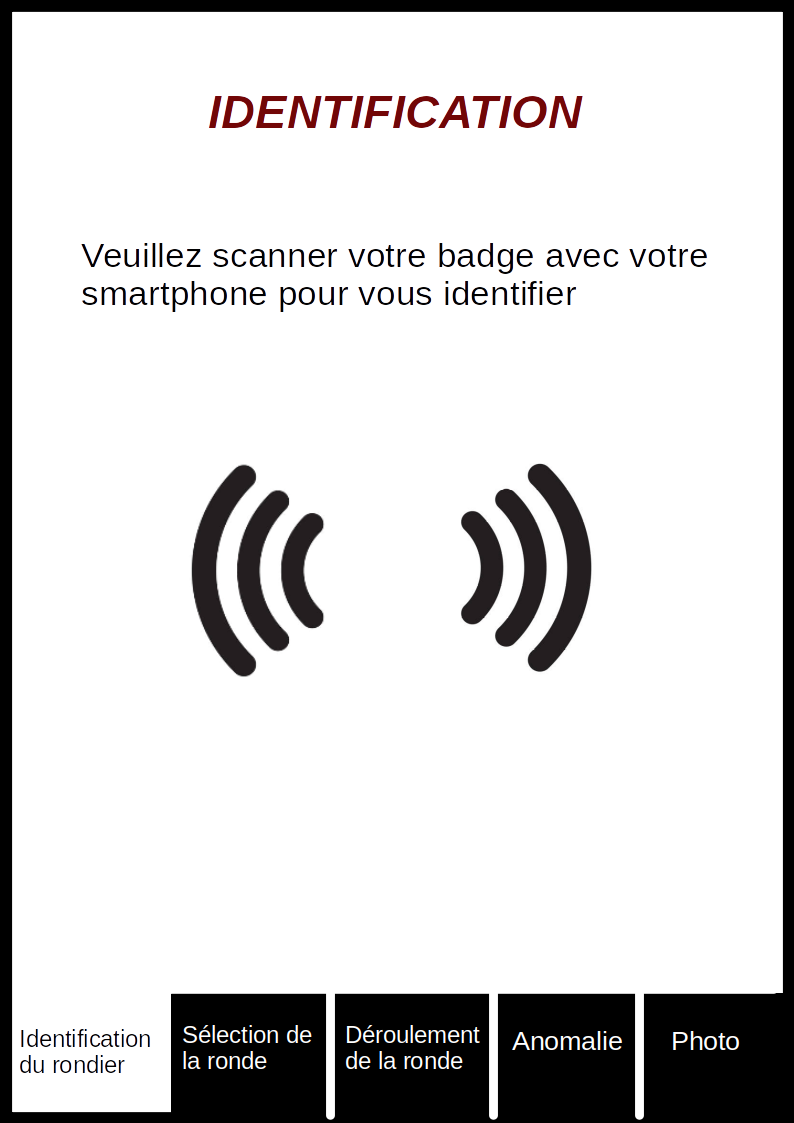 IDENTIFICATION
Veuillez scanner votre badge avec votre
smartphone pour vous identifier
Identification
du rondier
Sélection de
la ronde
Déroulement
de la ronde
Anomalie
Photo